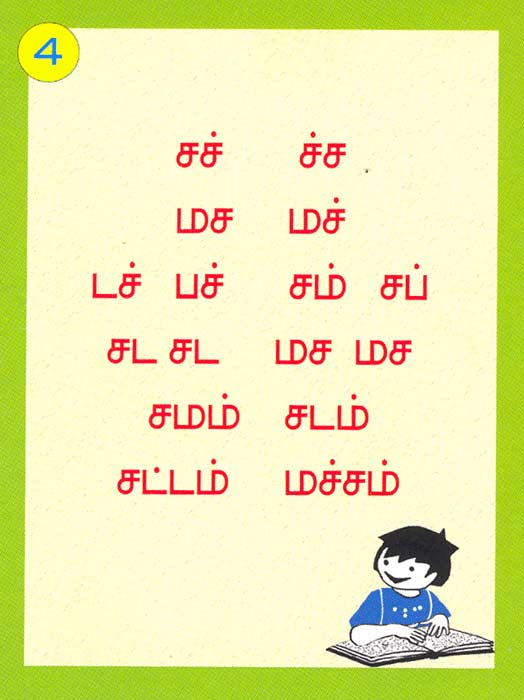 4
சச் ச்ச
மச மச்
டச் பச் சம் சப்
சட சட மச மச
சமம் சடம்
சட்டம் மச்சம்